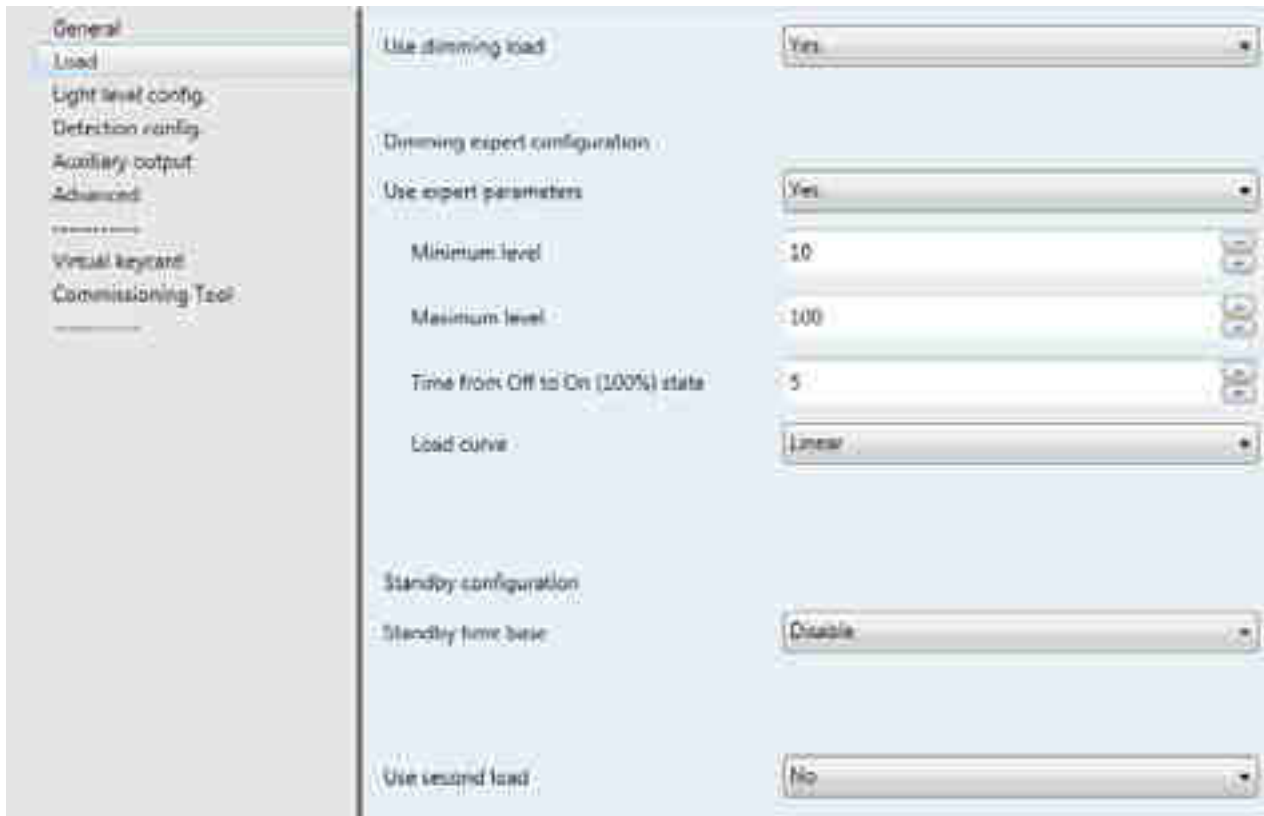 General
Load
Light level config.
Detection config.
Auxiliary output
Advanced
-----------
Virtual keycard
Commissioning Tool
-----------
Use dimming load Yes
Dimming expert configuration
Use expert parameters Yes
Minimum level 10
Maximum level 100
Time from Off to On (100%) state 5
Load curve Linear
Standby configuration
Standby time base Disable
Use second load No